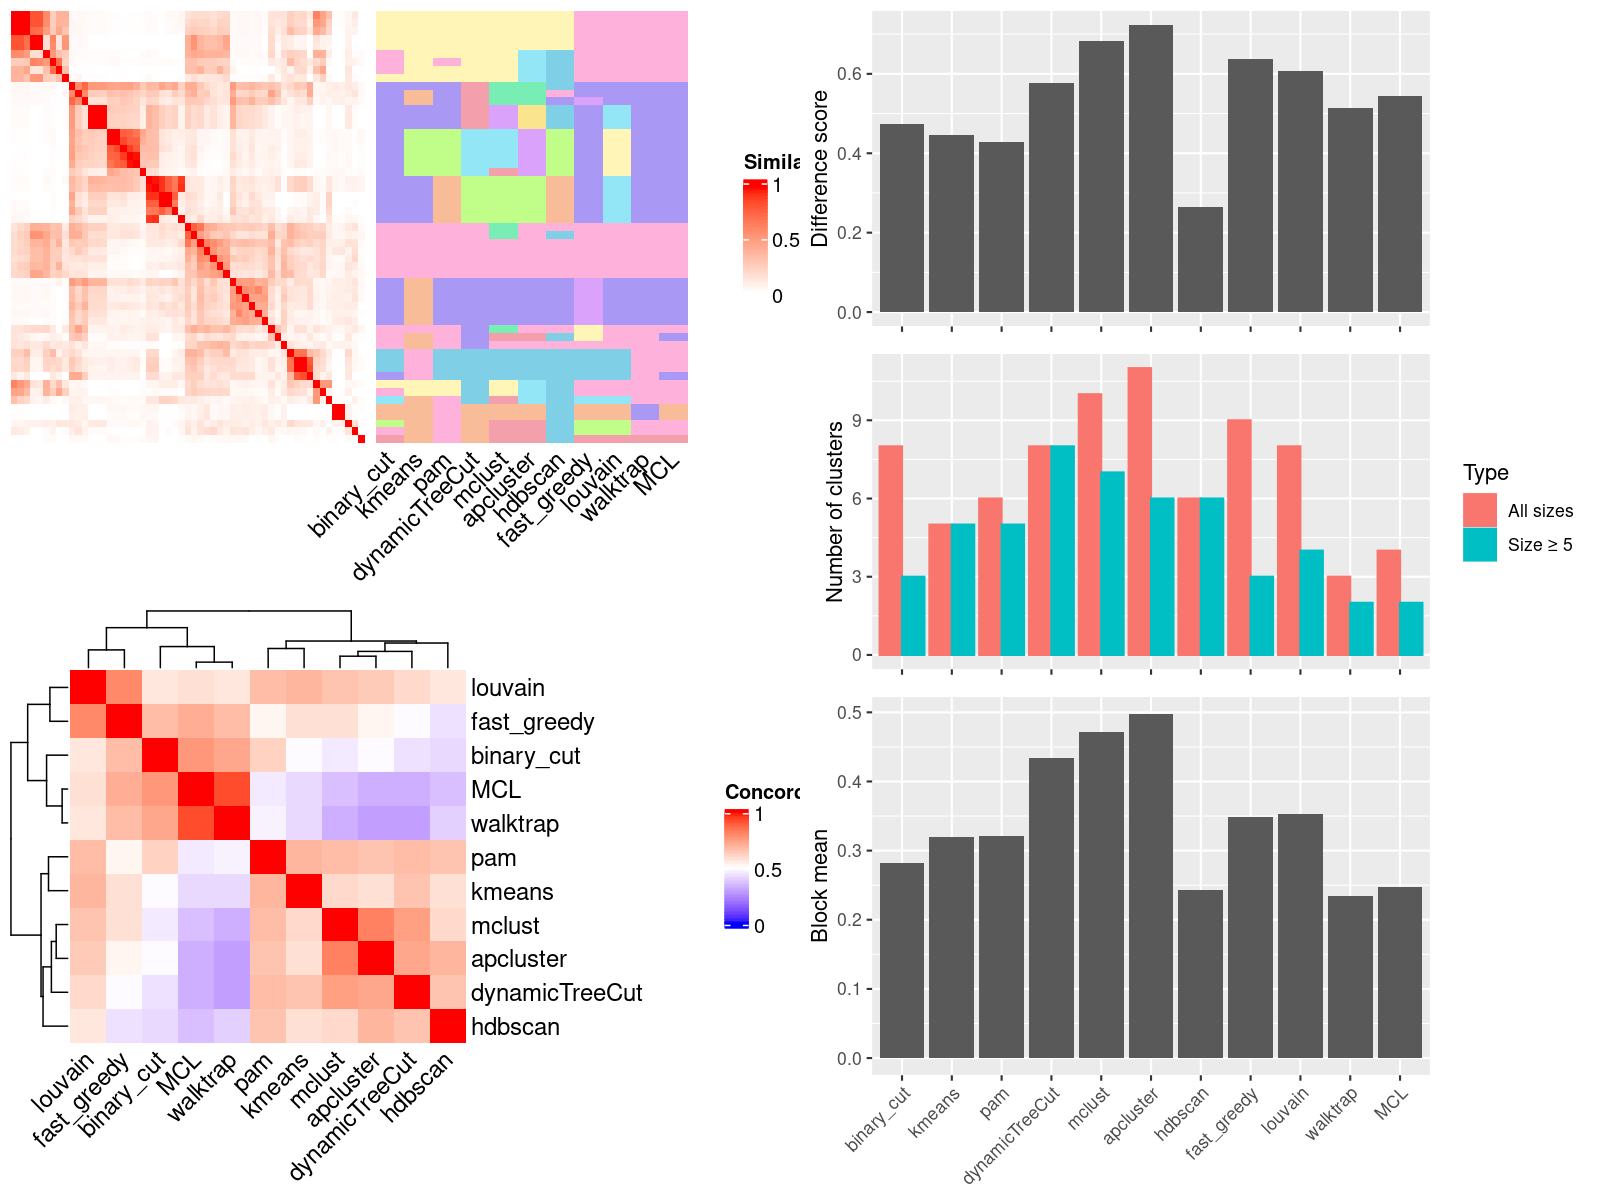 Simila
1
0.5
0
binary_cut
kmeans
pam
dynamicTreeCut
mclust
apcluster
hdbscan
fast_greedy
louvain
walktrap
MCL
Difference score
0.6
0.4
0.2
0.0
Number of clusters
9
6
3
0
Type
All sizes
Size ≥ 5
Block mean
0.5
0.4
0.3
0.2
0.1
0.0
binary_cut
kmeans
pam
dynamicTreeCut
mclust
apcluster
hdbscan
fast_greedy
louvain
walktrap
MCL
louvain
fast_greedy
binary_cut
MCL
walktrap
pam
kmeans
mclust
apcluster
dynamicTreeCut
hdbscan
louvain
fast_greedy
binary_cut
MCL
walktrap
pam
kmeans
mclust
apcluster
dynamicTreeCut
hdbscan
Concord
1
0.5
0